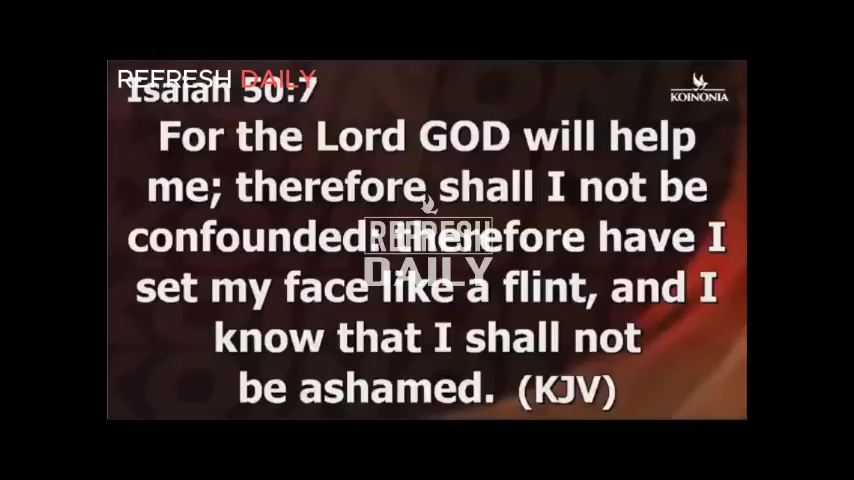 REFRESH DAILY
Isaiah 50:7
KOINONIA
For the Lord GOD will help
me; therefore shall I not be
confounded: therefore have I
set my face like a flint, and I
know that I shall not
be ashamed. (KJV)
REFRESH
DAILY